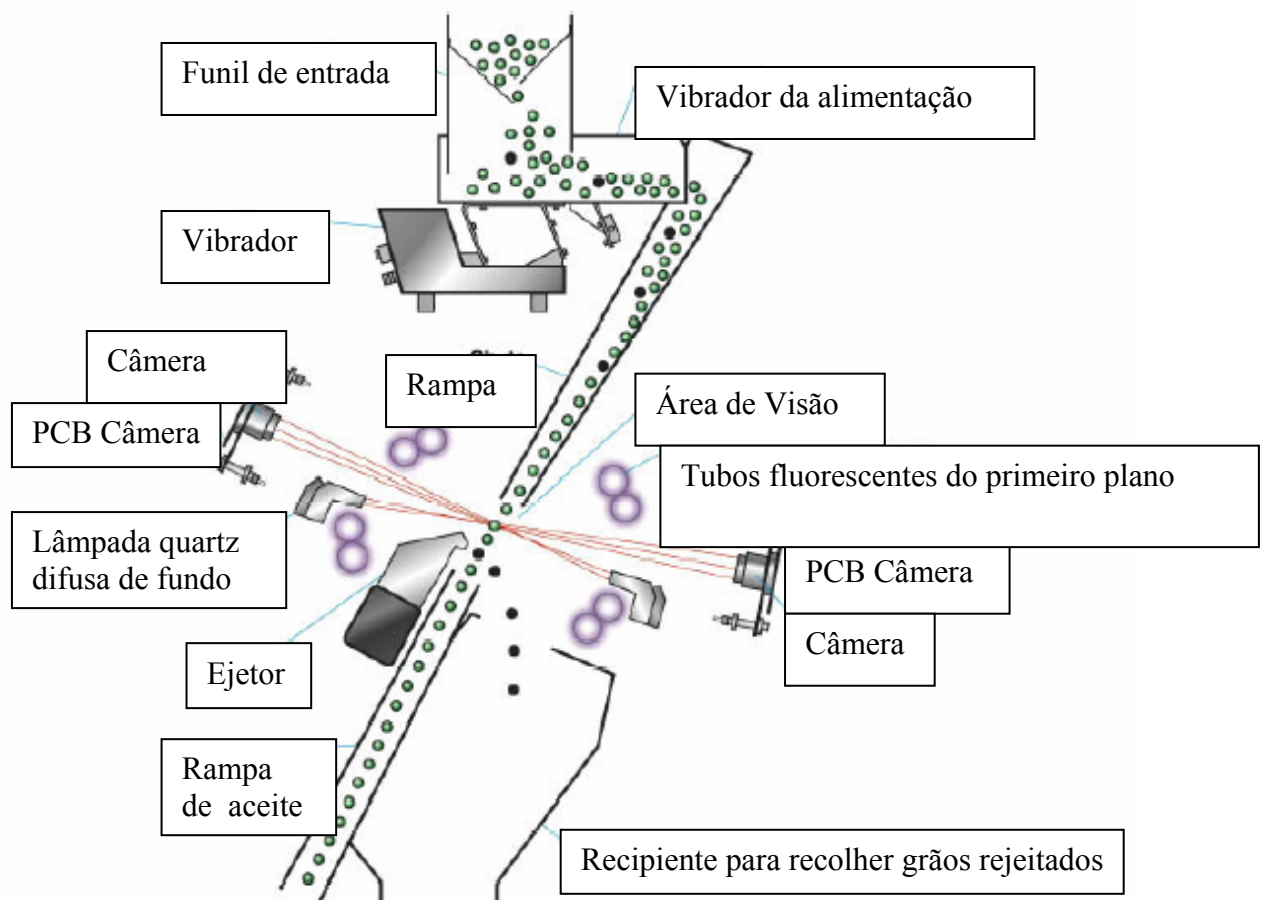 Funil de entrada
Vibrador da alimentação
Vibrador
Câmera
Rampa
Área de Visão
PCB Câmera
Tubos fluorescentes do primeiro plano
Lâmpada quartz
difusa de fundo
PCB Câmera
Câmera
Ejetor
Rampa
de aceite
Recipiente para recolher grãos rejeitados